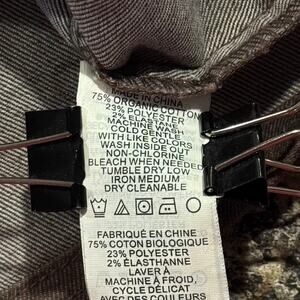 MADE IN CHINA
75% ORGANIC COTTON
23% POLYESTER
2% ELASTANE
MACHINE WASH
COLD GENTLE
WITH LIKE COLORS
WASH INSIDE OUT
NON-CHLORINE
BLEACH WHEN NEEDED
TUMBLE DRY LOW
IRON MEDIUM
DRY CLEANABLE
FABRIQUÉ EN CHINE
75% COTON BIOLOGIQUE
23% POLYESTER
2% ÉLASTHANNE
LAVER À
MACHINE À FROID,
CYCLE DÉLICAT
AVEC DES COULEURS